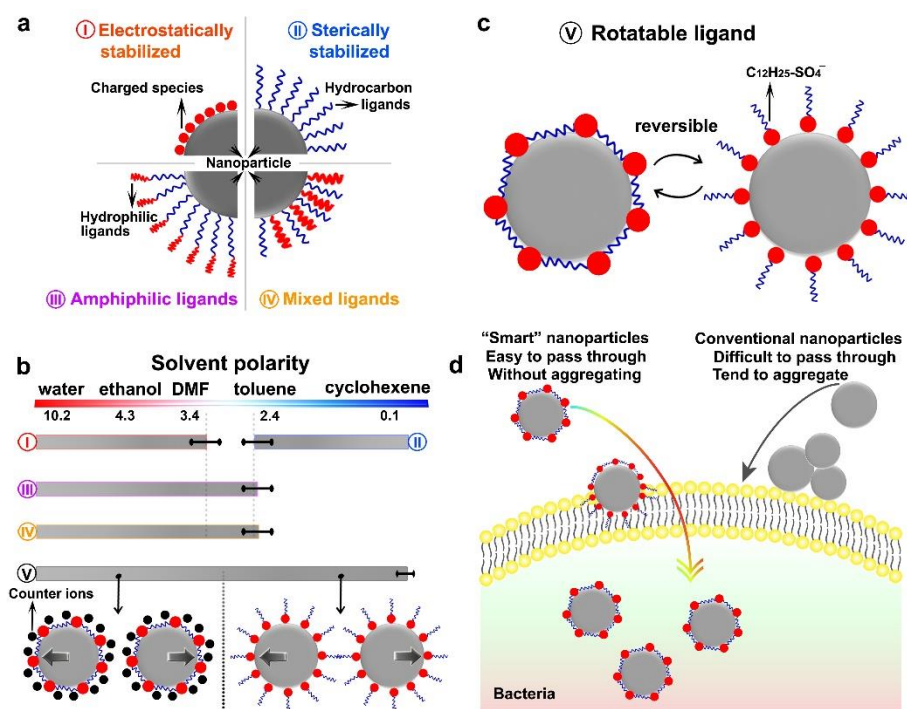 a
Ⓘ Electrostatically
stabilized
Ⓘ Sterically
stabilized
Charged species
Hydrocarbon
ligands
Nanoparticle
Hydrophilic
ligands
Ⓘ Amphiphilic ligands
Ⓘ Mixed ligands
c
Ⓥ Rotatable ligand
C12H25-SO4−
reversible
b
Solvent polarity
water ethanol DMF toluene cyclohexene
10.2 4.3 3.4 2.4 0.1
I
II
III
IV
V
Counter ions
d
“Smart” nanoparticles
Easy to pass through
Without aggregating
Conventional nanoparticles
Difficult to pass through
Tend to aggregate
Bacteria